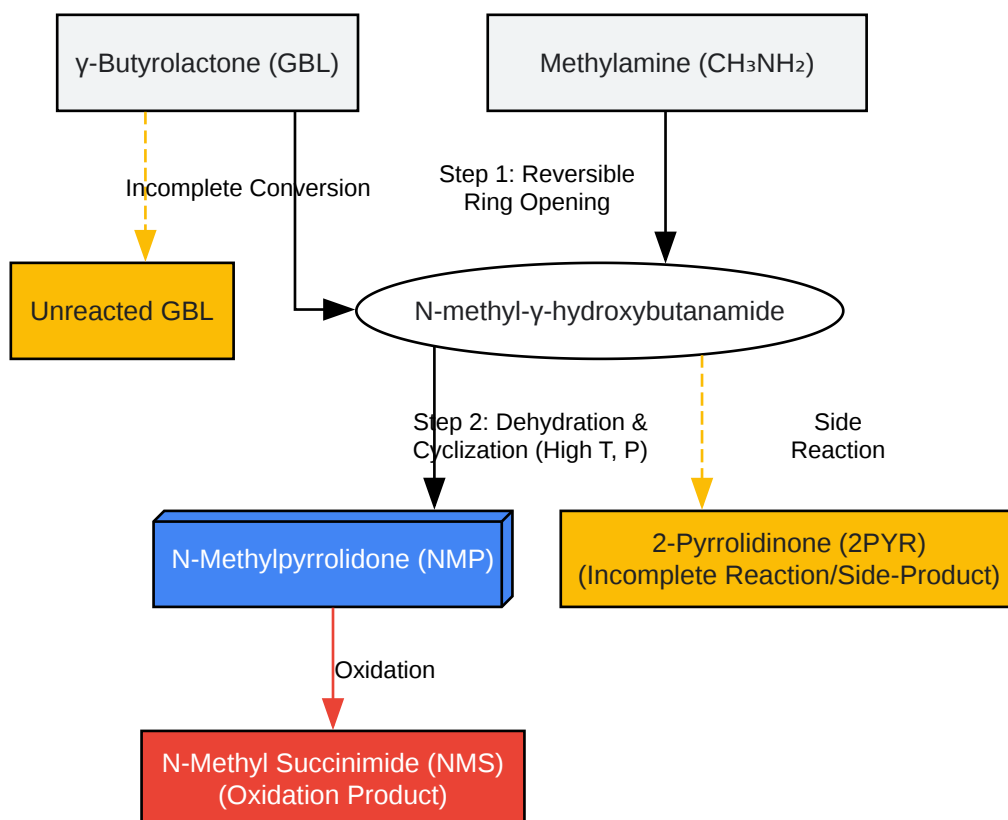 γ-Butyrolactone (GBL)
Methylamine (CH₃NH₂)
Incomplete Conversion
Step 1: Reversible
Ring Opening
Unreacted GBL
N-methyl-γ-hydroxybutanamide
Step 2: Dehydration &
Cyclization (High T, P)
Side
Reaction
N-Methylpyrrolidone (NMP)
2-Pyrrolidinone (2PYR)
(Incomplete Reaction/Side-Product)
Oxidation
N-Methyl Succinimide (NMS)
(Oxidation Product)